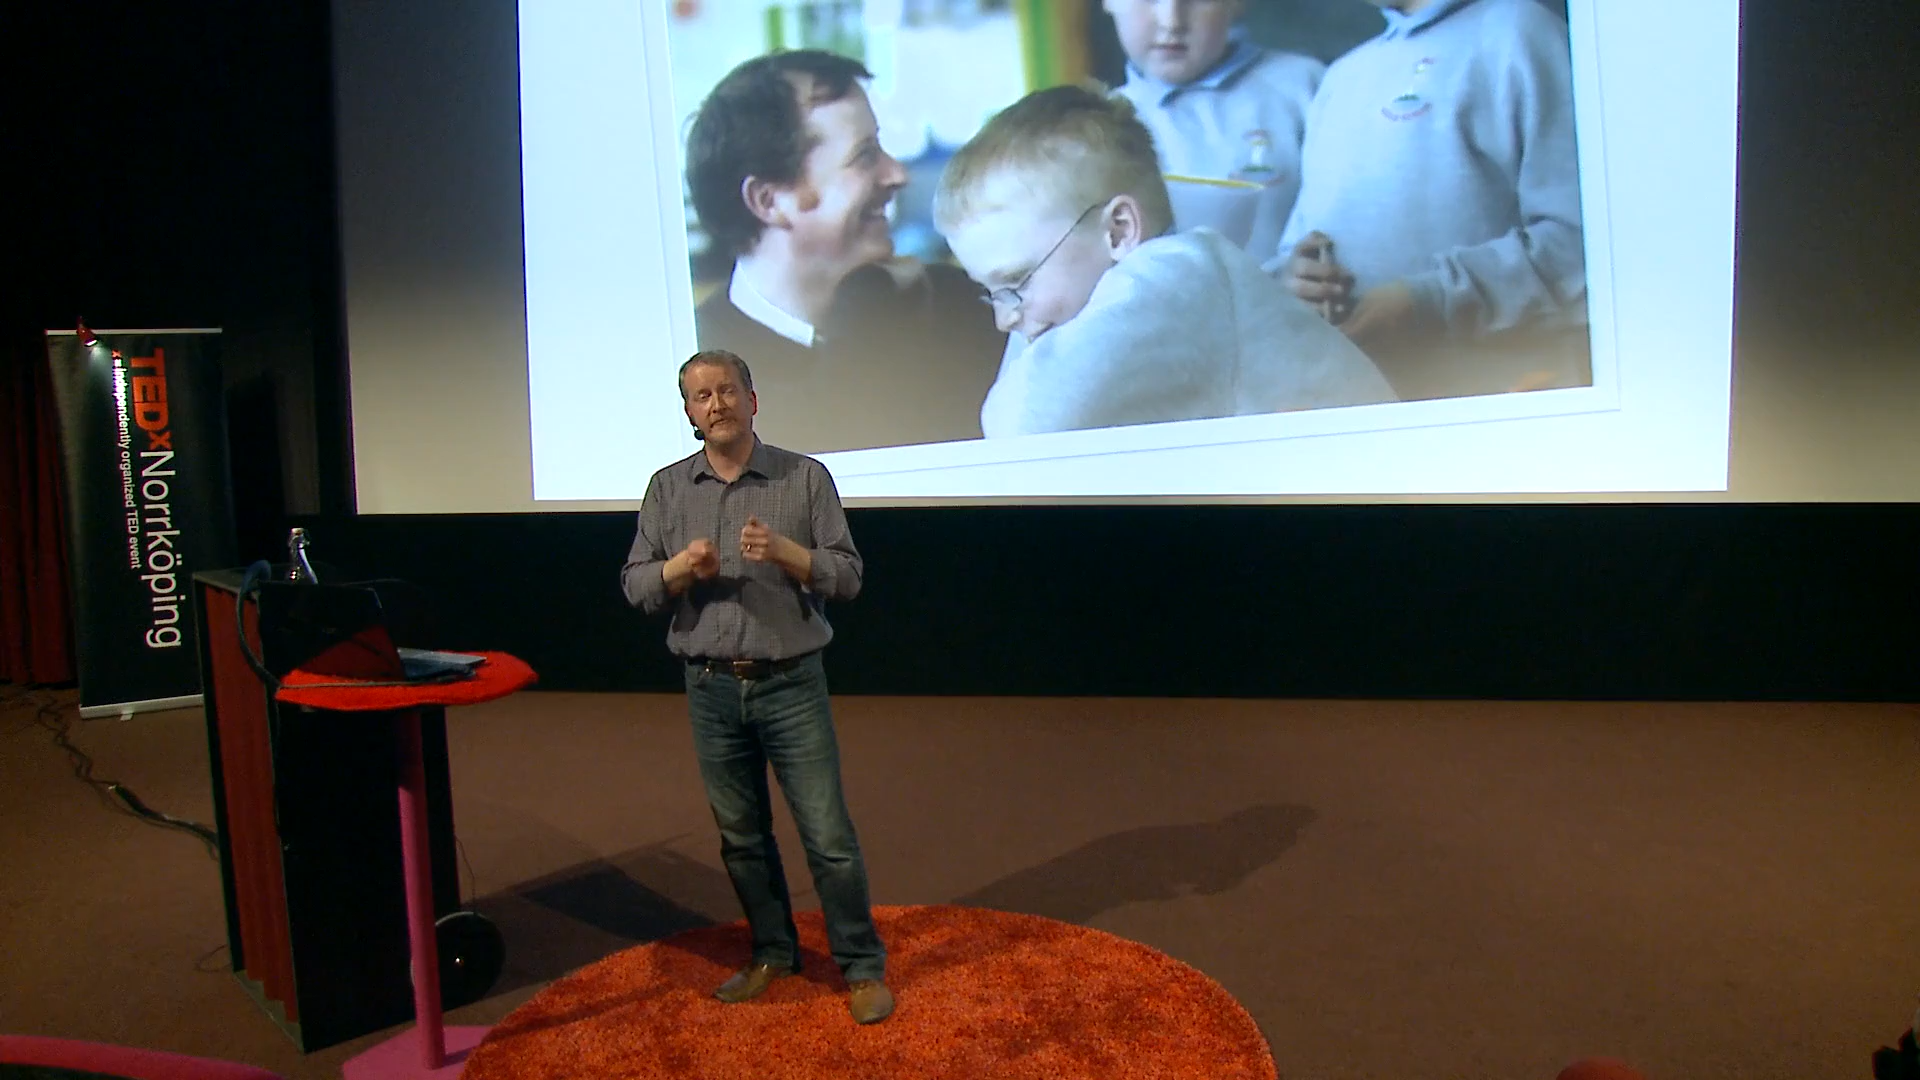 TEDxNorrköping
x = independently organized TED event